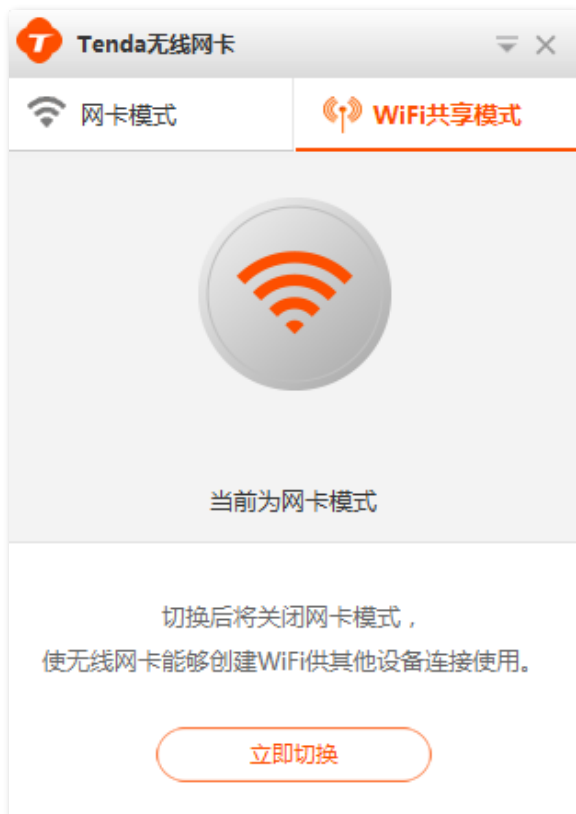 Tenda无线网卡
网卡模式
WiFi共享模式
当前为网卡模式
切换后将关闭网卡模式，
使无线网卡能够创建WiFi供其他设备连接使用。
立即切换